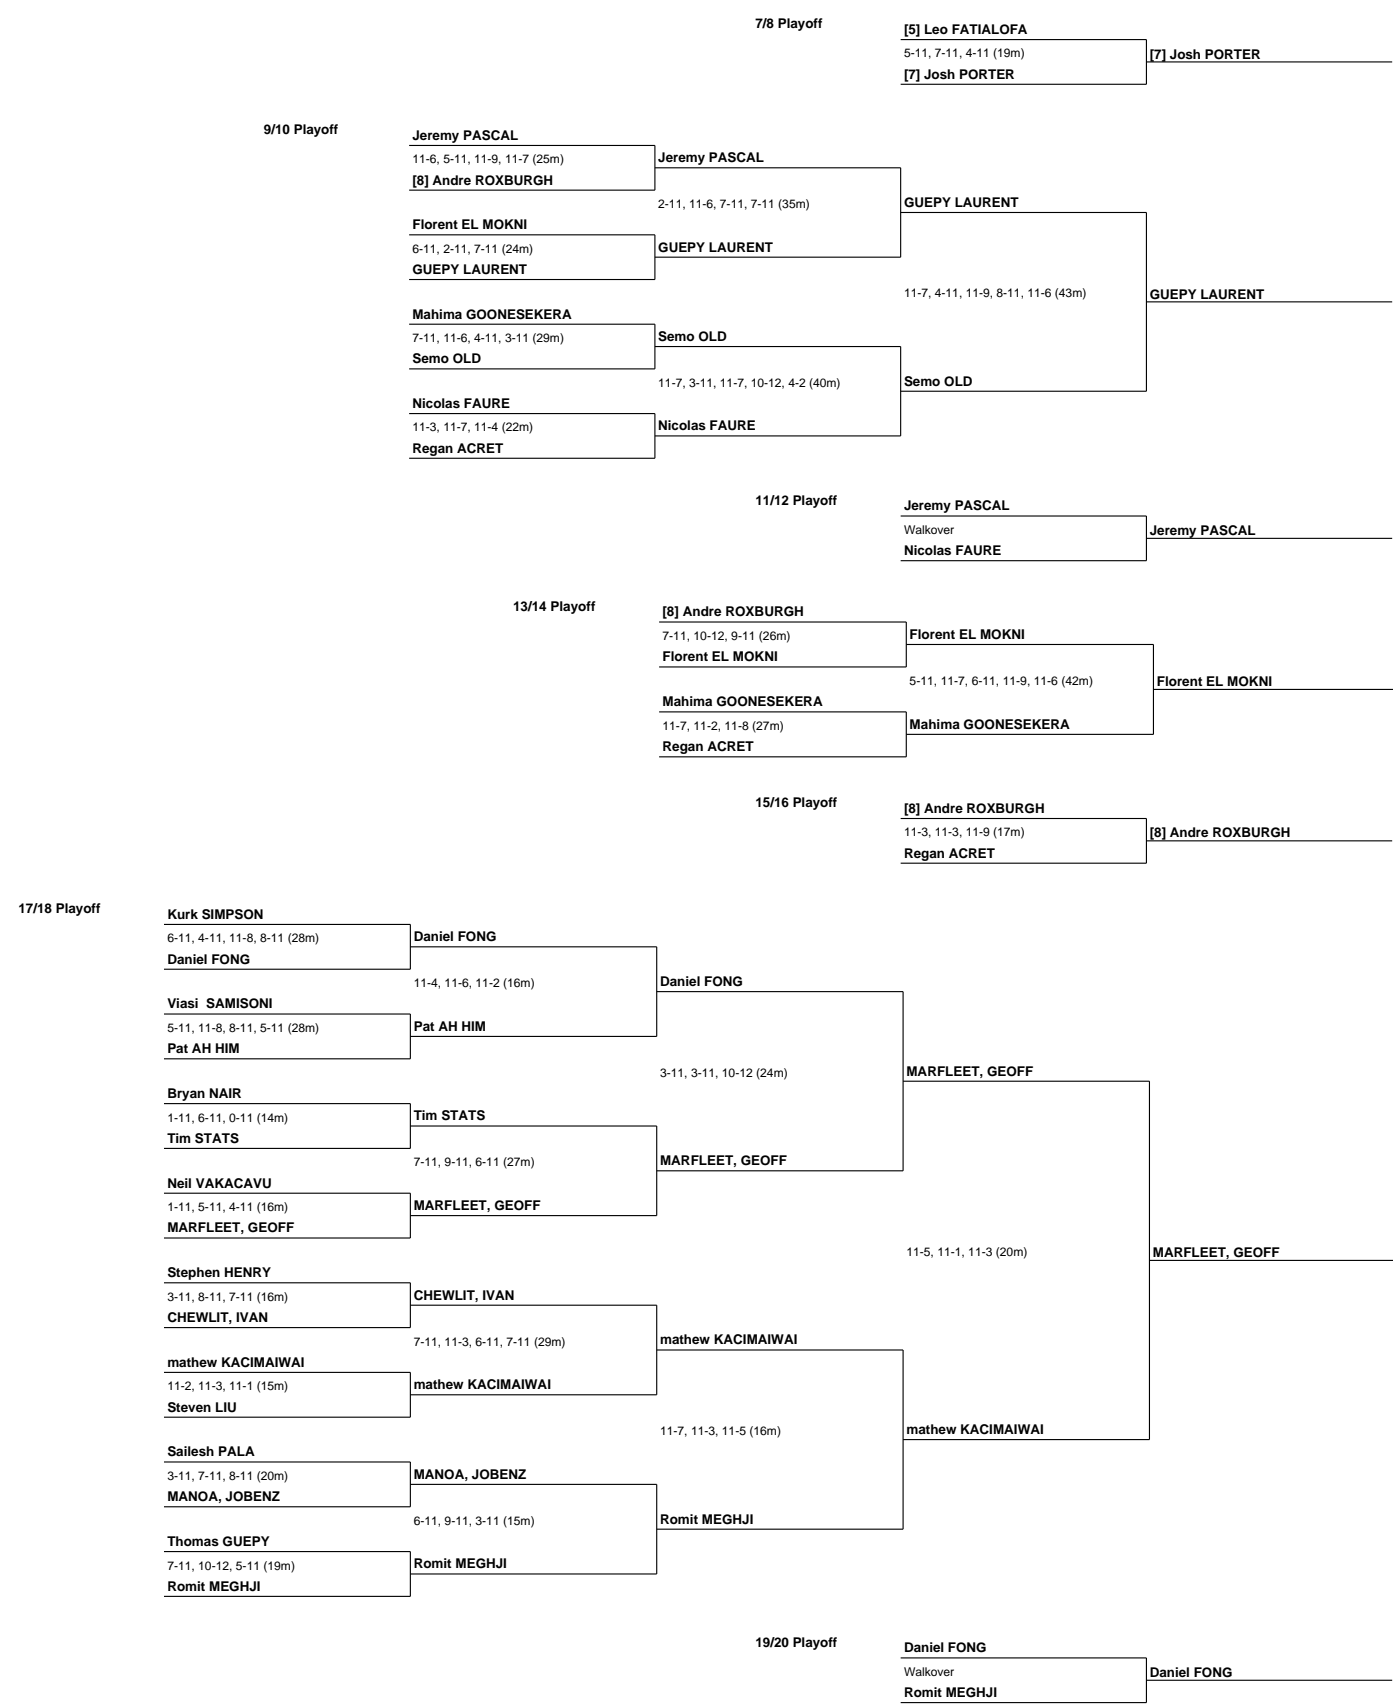 7/8 Playoff
[5] Leo FATIALOFA
5-11, 7-11, 4-11 (19m)
[7] Josh PORTER
[7] Josh PORTER
9/10 Playoff
Jeremy PASCAL
11-6, 5-11, 11-9, 11-7 (25m)
Jeremy PASCAL
[8] Andre ROXBURGH
2-11, 11-6, 7-11, 7-11 (35m)
GUEPY LAURENT
Florent EL MOKNI
6-11, 2-11, 7-11 (24m)
GUEPY LAURENT
GUEPY LAURENT
11-7, 4-11, 11-9, 8-11, 11-6 (43m)
GUEPY LAURENT
Mahima GOONESEKERA
7-11, 11-6, 4-11, 3-11 (29m)
Semo OLD
Semo OLD
11-7, 3-11, 11-7, 10-12, 4-2 (40m)
Semo OLD
Nicolas FAURE
11-3, 11-7, 11-4 (22m)
Nicolas FAURE
Regan ACRET
11/12 Playoff
Jeremy PASCAL
Walkover
Jeremy PASCAL
Nicolas FAURE
13/14 Playoff
[8] Andre ROXBURGH
7-11, 10-12, 9-11 (26m)
Florent EL MOKNI
Florent EL MOKNI
5-11, 11-7, 6-11, 11-9, 11-6 (42m)
Florent EL MOKNI
Mahima GOONESEKERA
11-7, 11-2, 11-8 (27m)
Mahima GOONESEKERA
Regan ACRET
15/16 Playoff
[8] Andre ROXBURGH
11-3, 11-3, 11-9 (17m)
[8] Andre ROXBURGH
Regan ACRET
17/18 Playoff
Kurk SIMPSON
6-11, 4-11, 11-8, 8-11 (28m)
Daniel FONG
Daniel FONG
11-4, 11-6, 11-2 (16m)
Daniel FONG
Viasi SAMISONI
5-11, 11-8, 8-11, 5-11 (28m)
Pat AH HIM
Pat AH HIM
3-11, 3-11, 10-12 (24m)
MARFLEET, GEOFF
Bryan NAIR
1-11, 6-11, 0-11 (14m)
Tim STATS
Tim STATS
7-11, 9-11, 6-11 (27m)
MARFLEET, GEOFF
Neil VAKACAVU
1-11, 5-11, 4-11 (16m)
MARFLEET, GEOFF
MARFLEET, GEOFF
11-5, 11-1, 11-3 (20m)
MARFLEET, GEOFF
Stephen HENRY
3-11, 8-11, 7-11 (16m)
CHEWLIT, IVAN
CHEWLIT, IVAN
7-11, 11-3, 6-11, 7-11 (29m)
mathew KACIMAIWAI
mathew KACIMAIWAI
11-2, 11-3, 11-1 (15m)
mathew KACIMAIWAI
Steven LIU
11-7, 11-3, 11-5 (16m)
mathew KACIMAIWAI
Sailesh PALA
3-11, 7-11, 8-11 (20m)
MANOA, JOBENZ
MANOA, JOBENZ
6-11, 9-11, 3-11 (15m)
Romit MEGHJI
Thomas GUEPY
7-11, 10-12, 5-11 (19m)
Romit MEGHJI
Romit MEGHJI
19/20 Playoff
Daniel FONG
Walkover
Daniel FONG
Romit MEGHJI